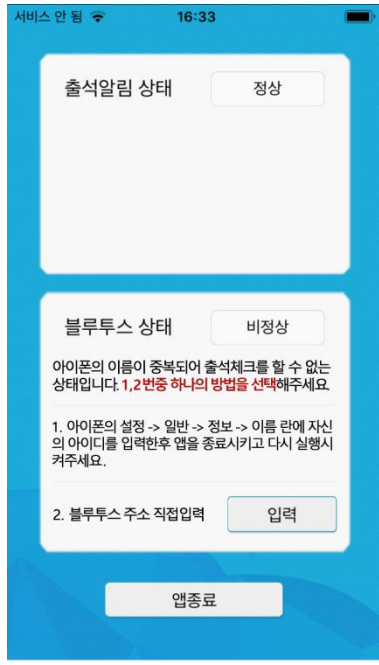 서비스 안 됨 16:33
출석알림 상태 정상
블루투스 상태 비정상
아이폰의 이름이 중복되어 출석체크를 할 수 없는
상태입니다. 1,2번중 하나의 방법을 선택해주세요.
1. 아이폰의 설정 -> 일반 -> 정보 -> 이름 란에 자신
의 아이디를 입력한후 앱을 종료시키고 다시 실행시
켜주세요.
2. 블루투스 주소 직접입력 입력
앱종료